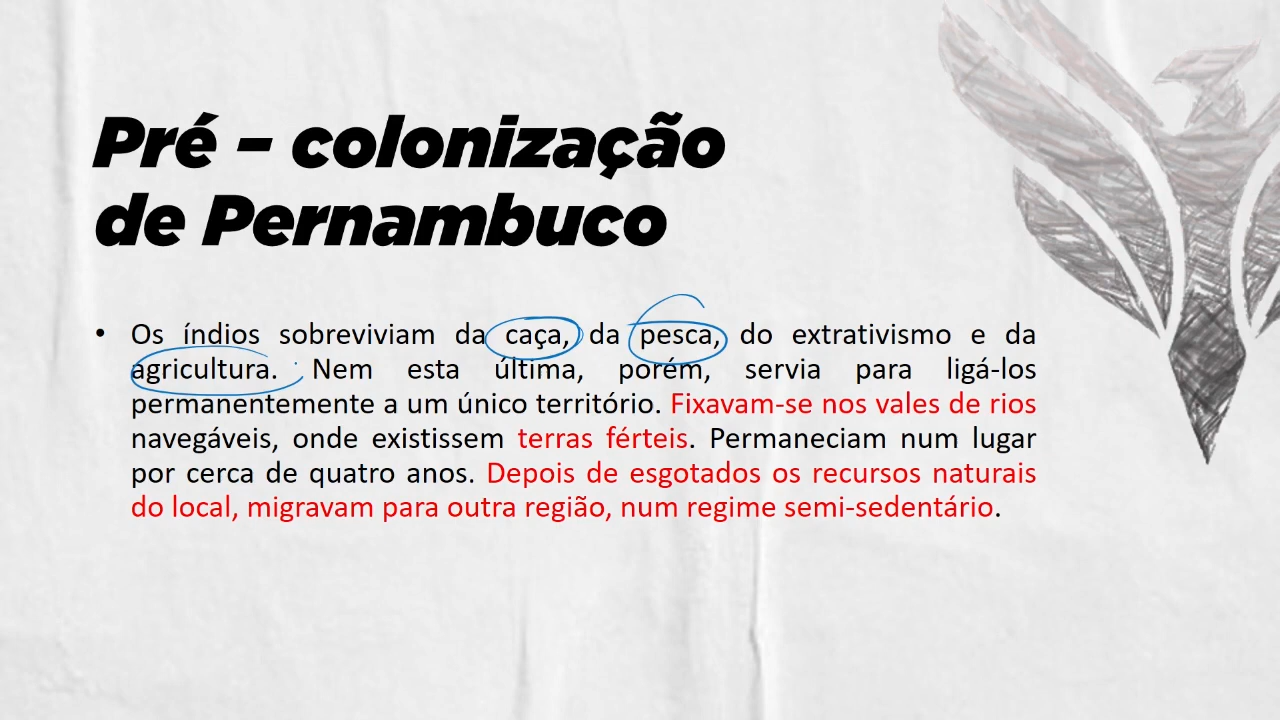 Pré – colonização
de Pernambuco
• Os índios sobreviviam da caça, da pesca, do extrativismo e da
agricultura. Nem esta última, porém, servia para ligá-los
permanentemente a um único território. Fixavam-se nos vales de rios
navegáveis, onde existissem terras férteis. Permaneciam num lugar
por cerca de quatro anos. Depois de esgotados os recursos naturais
do local, migravam para outra região, num regime semi-sedentário.